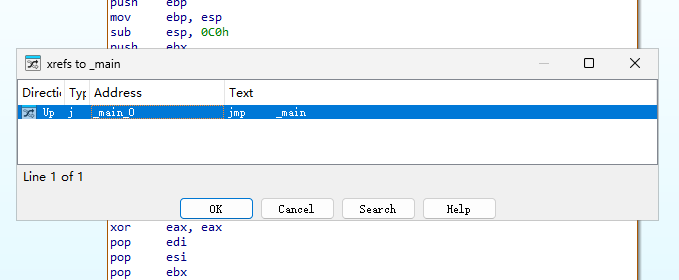 push    ebp
mov     ebp, esp
sub     esp, 0C0h
push    ebx
xrefs to _main
Directic Typ Address Text
Up j _main_0 jmp     _main
Line 1 of 1
OK Cancel Search Help
xor     eax, eax
pop     edi
pop     esi
pop     ebx